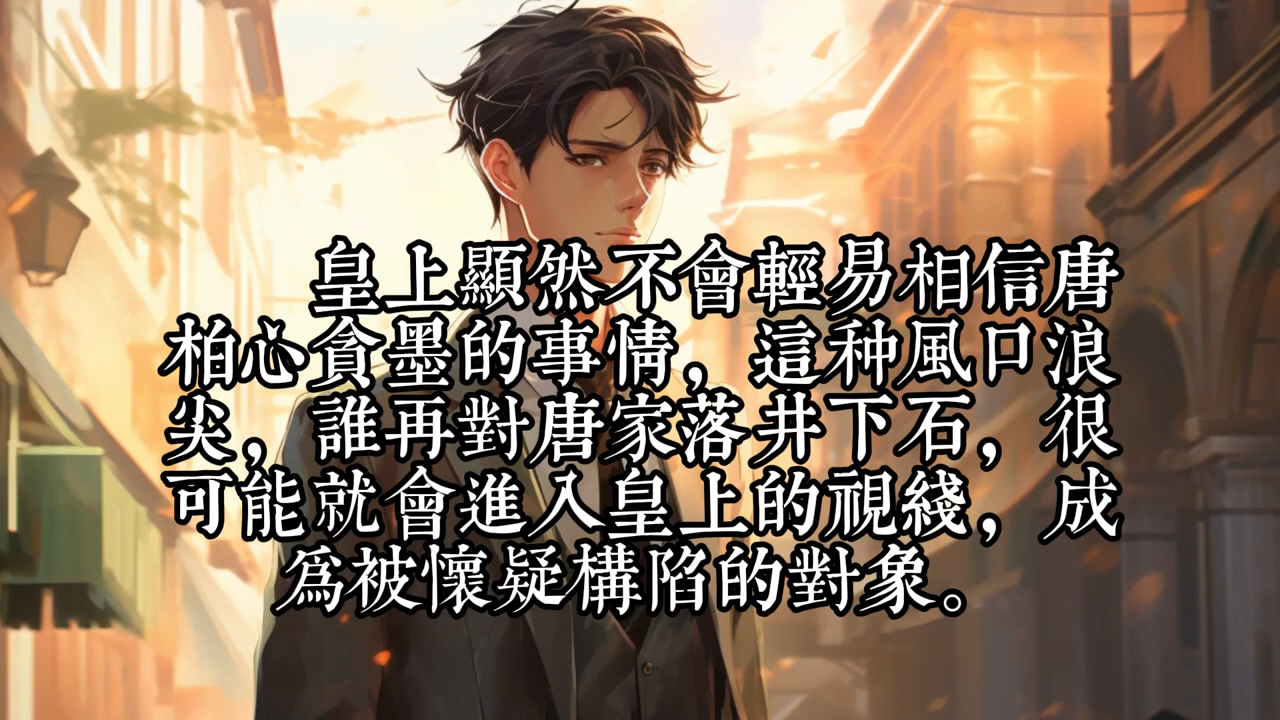 皇上顯然不會輕易相信唐
柏心貪墨的事情，這种風口浪
尖，誰再對唐家落井下石，很
可能就會進入皇上的視綫，成
爲被懷疑構陷的對象。